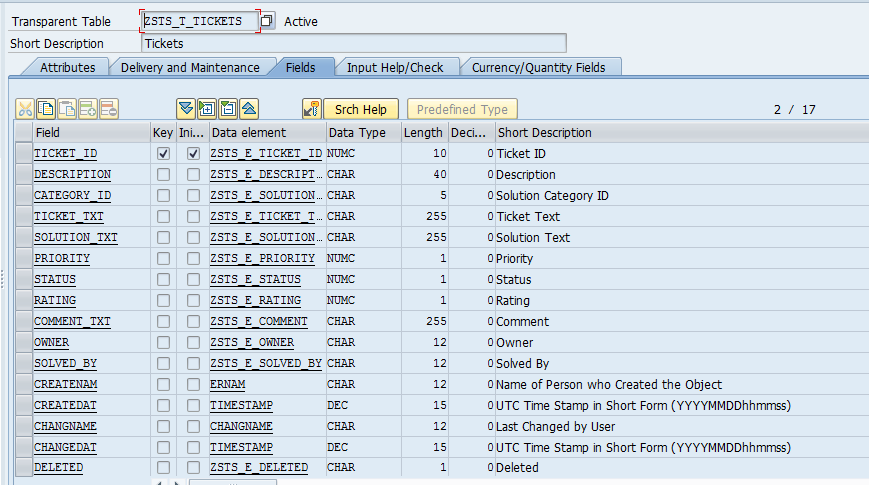 Transparent Table ZSTS_T_TICKETS Active
Short Description Tickets
Attributes Delivery and Maintenance Fields Input Help/Check Currency/Quantity Fields
Srch Help Predefined Type 2 / 17
Field Key Ini... Data element Data Type Length Deci... Short Description
TICKET_ID ZSTS_E_TICKET_ID NUMC 10 0 Ticket ID
DESCRIPTION ZSTS_E_DESCRIPT... CHAR 40 0 Description
CATEGORY_ID ZSTS_E_SOLUTION... CHAR 5 0 Solution Category ID
TICKET_TXT ZSTS_E_TICKET_T... CHAR 255 0 Ticket Text
SOLUTION_TXT ZSTS_E_SOLUTION... CHAR 255 0 Solution Text
PRIORITY ZSTS_E_PRIORITY NUMC 1 0 Priority
STATUS ZSTS_E_STATUS NUMC 1 0 Status
RATING ZSTS_E_RATING NUMC 1 0 Rating
COMMENT_TXT ZSTS_E_COMMENT CHAR 255 0 Comment
OWNER ZSTS_E_OWNER CHAR 12 0 Owner
SOLVED_BY ZSTS_E_SOLVED_BY CHAR 12 0 Solved By
CREATENAM ERNAM CHAR 12 0 Name of Person who Created the Object
CREATEDAT TIMESTAMP DEC 15 0 UTC Time Stamp in Short Form (YYYYMMDDhhmmss)
CHANGNAME CHANGNAME CHAR 12 0 Last Changed by User
CHANGEDAT TIMESTAMP DEC 15 0 UTC Time Stamp in Short Form (YYYYMMDDhhmmss)
DELETED ZSTS_E_DELETED CHAR 1 0 Deleted